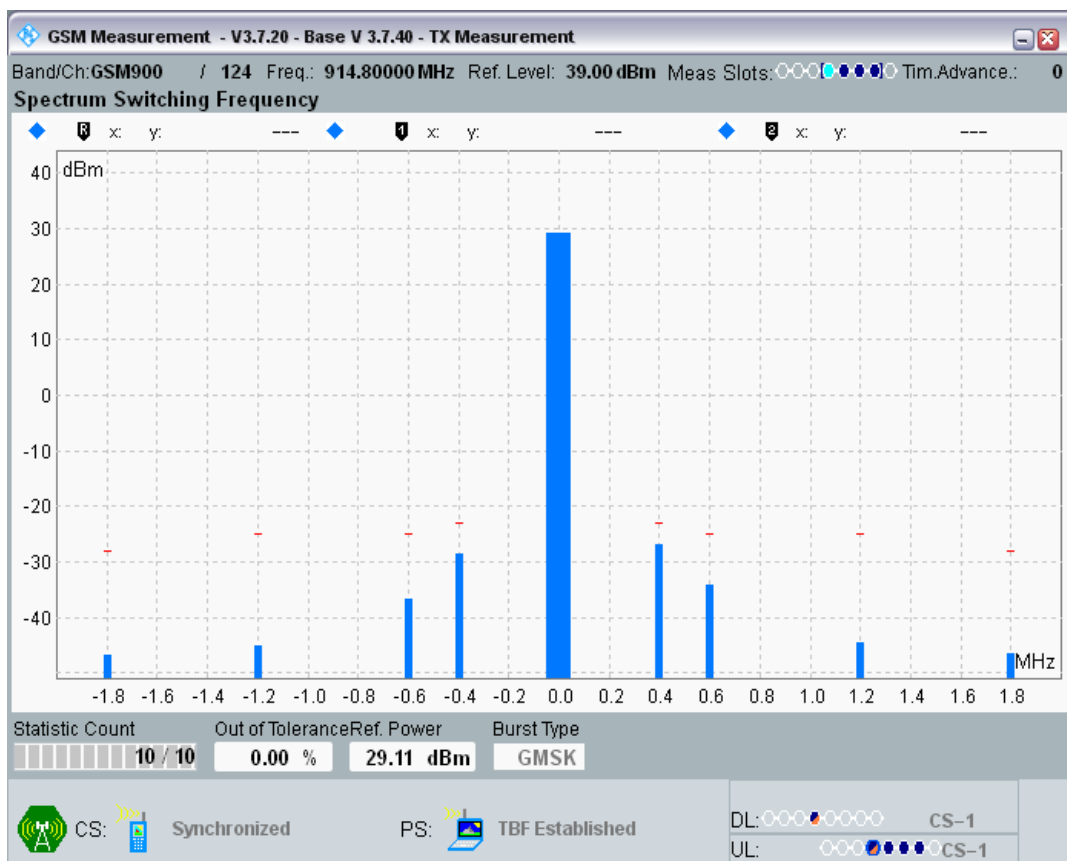 GSM Measurement - V3.7.20 - Base V 3.7.40 - TX Measurement
Band/Ch:GSM900 / 124 Freq.: 914.80000 MHz Ref. Level: 39.00 dBm Meas Slots: Tim.Advance.: 0
Spectrum Switching Frequency
R x: y: --- 1 x: y: --- 2 x: y: ---
dBm
40
30
20
10
0
-10
-20
-30
-40
MHz
-1.8 -1.6 -1.4 -1.2 -1.0 -0.8 -0.6 -0.4 -0.2 0.0 0.2 0.4 0.6 0.8 1.0 1.2 1.4 1.6 1.8
Statistic Count Out of Tolerance Ref. Power Burst Type
10 / 10 0.00 % 29.11 dBm GMSK
CS: Synchronized PS: TBF Established
DL: CS-1
UL: CS-1